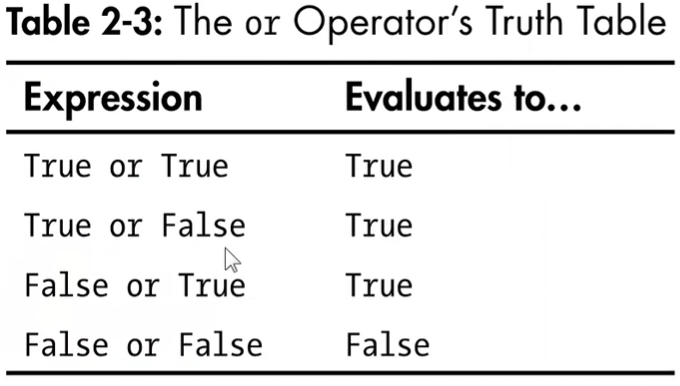 Table 2-3: The or Operator’s Truth Table
Expression Evaluates to…
True or True True
True or False True
False or True True
False or False False